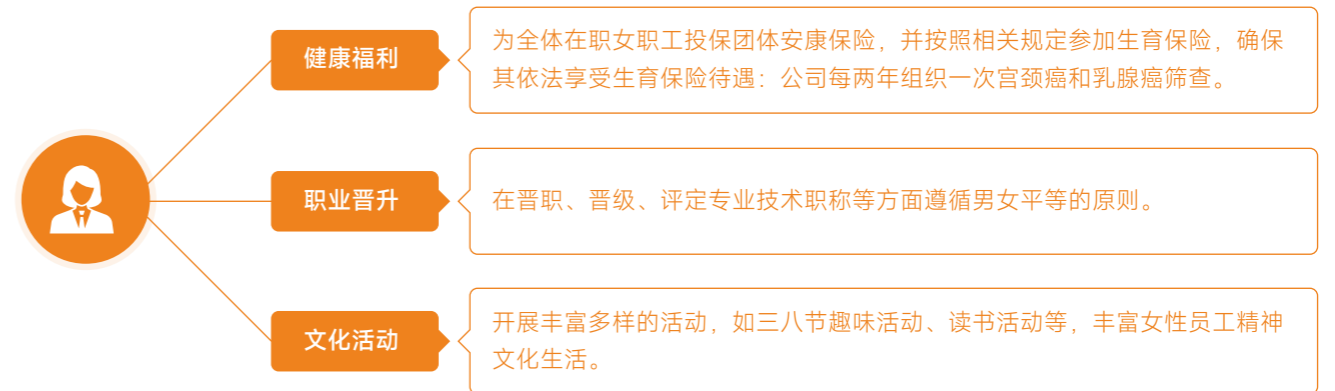 健康福利
为全体在职女职工投保团体安康保险，并按照相关规定参加生育保险，确保
其依法享受生育保险待遇：公司每两年组织一次宫颈癌和乳腺癌筛查。
职业晋升
在晋职、晋级、评定专业技术职称等方面遵循男女平等的原则。
文化活动
开展丰富多样的活动，如三八节趣味活动、读书活动等，丰富女性员工精神
文化生活。